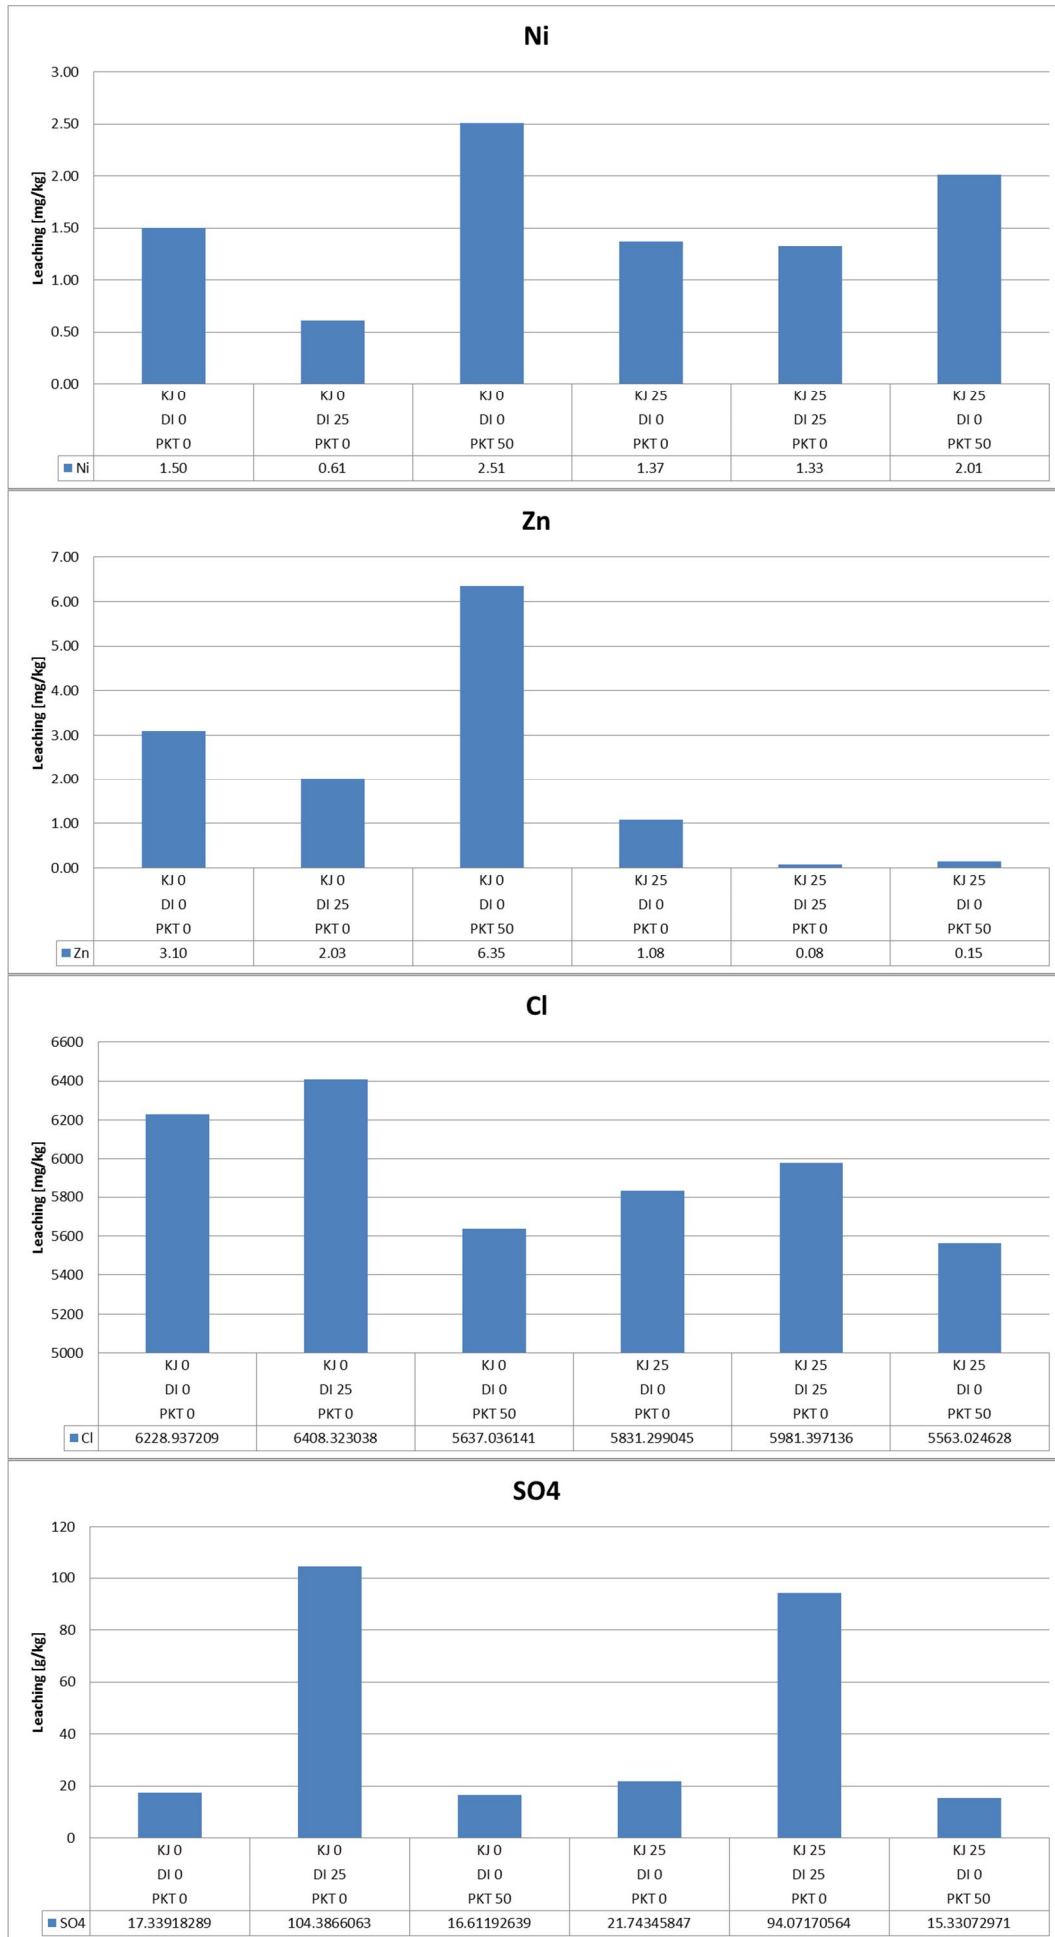 Ni
Leaching [mg/kg]
3.00
2.50
2.00
1.50
1.00
0.50
0.00
KJ 0 KJ 0 KJ 0 KJ 25 KJ 25 KJ 25
DI 0 DI 25 DI 0 DI 0 DI 25 DI 0
PKT 0 PKT 0 PKT 50 PKT 0 PKT 0 PKT 50
Ni 1.50 0.61 2.51 1.37 1.33 2.01
Zn
Leaching [mg/kg]
7.00
6.00
5.00
4.00
3.00
2.00
1.00
0.00
KJ 0 KJ 0 KJ 0 KJ 25 KJ 25 KJ 25
DI 0 DI 25 DI 0 DI 0 DI 25 DI 0
PKT 0 PKT 0 PKT 50 PKT 0 PKT 0 PKT 50
Zn 3.10 2.03 6.35 1.08 0.08 0.15
Cl
Leaching [mg/kg]
6600
6400
6200
6000
5800
5600
5400
5200
5000
KJ 0 KJ 0 KJ 0 KJ 25 KJ 25 KJ 25
DI 0 DI 25 DI 0 DI 0 DI 25 DI 0
PKT 0 PKT 0 PKT 50 PKT 0 PKT 0 PKT 50
Cl 6228.937209 6408.323038 5637.036141 5831.299045 5981.397136 5563.024628
SO4
Leaching [g/kg]
120
100
80
60
40
20
0
KJ 0 KJ 0 KJ 0 KJ 25 KJ 25 KJ 25
DI 0 DI 25 DI 0 DI 0 DI 25 DI 0
PKT 0 PKT 0 PKT 50 PKT 0 PKT 0 PKT 50
SO4 17.33918289 104.3866063 16.61192639 21.74345847 94.07170564 15.33072971